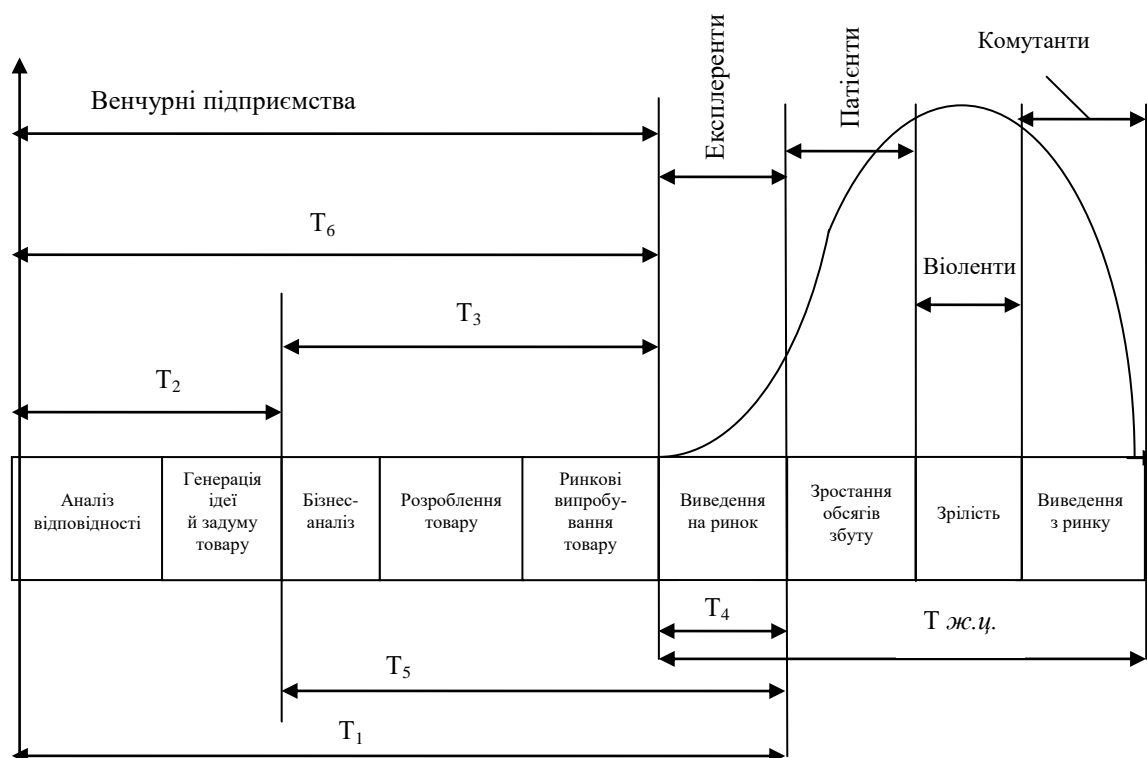 Комутанти
Венчурні підприємства
Експлеренти
Патієнти
T6
Віоленти
T3
T2
Аналіз
відповідності
Генерація
ідеї
й задуму
товару
Бізнес-
аналіз
Розроблення
товару
Ринкові
випробу-
вання
товару
Виведення
на ринок
Зростання
обсягів
збуту
Зрілість
Виведення
з ринку
T4
T ж.ц.
T5
T1